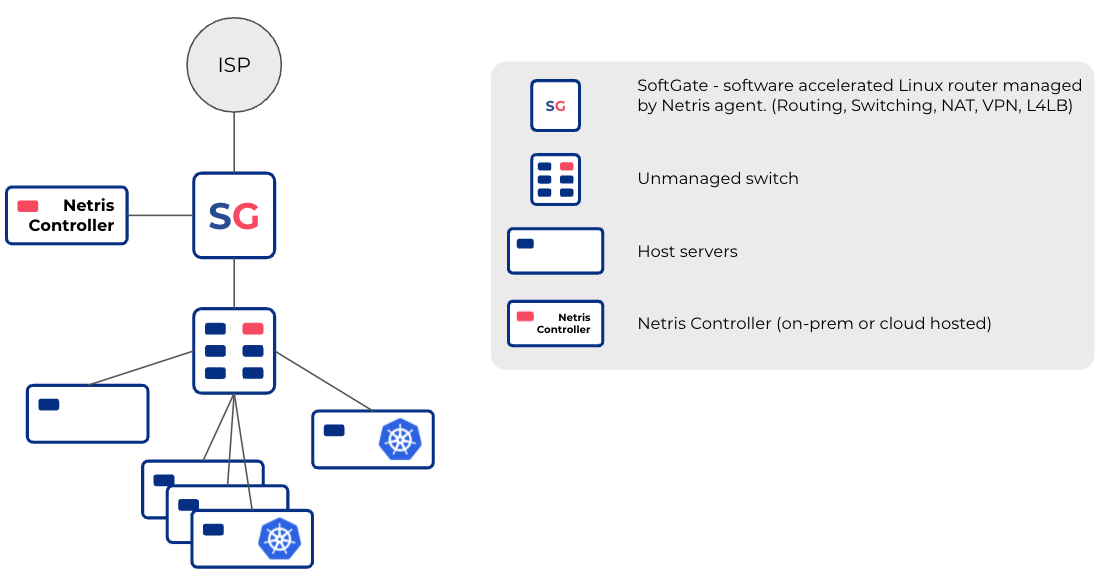 ISP
Netris
Controller
SG
SG
SoftGate - software accelerated Linux router managed
by Netris agent. (Routing, Switching, NAT, VPN, L4LB)
Unmanaged switch
Host servers
Netris
Controller
Netris Controller (on-prem or cloud hosted)